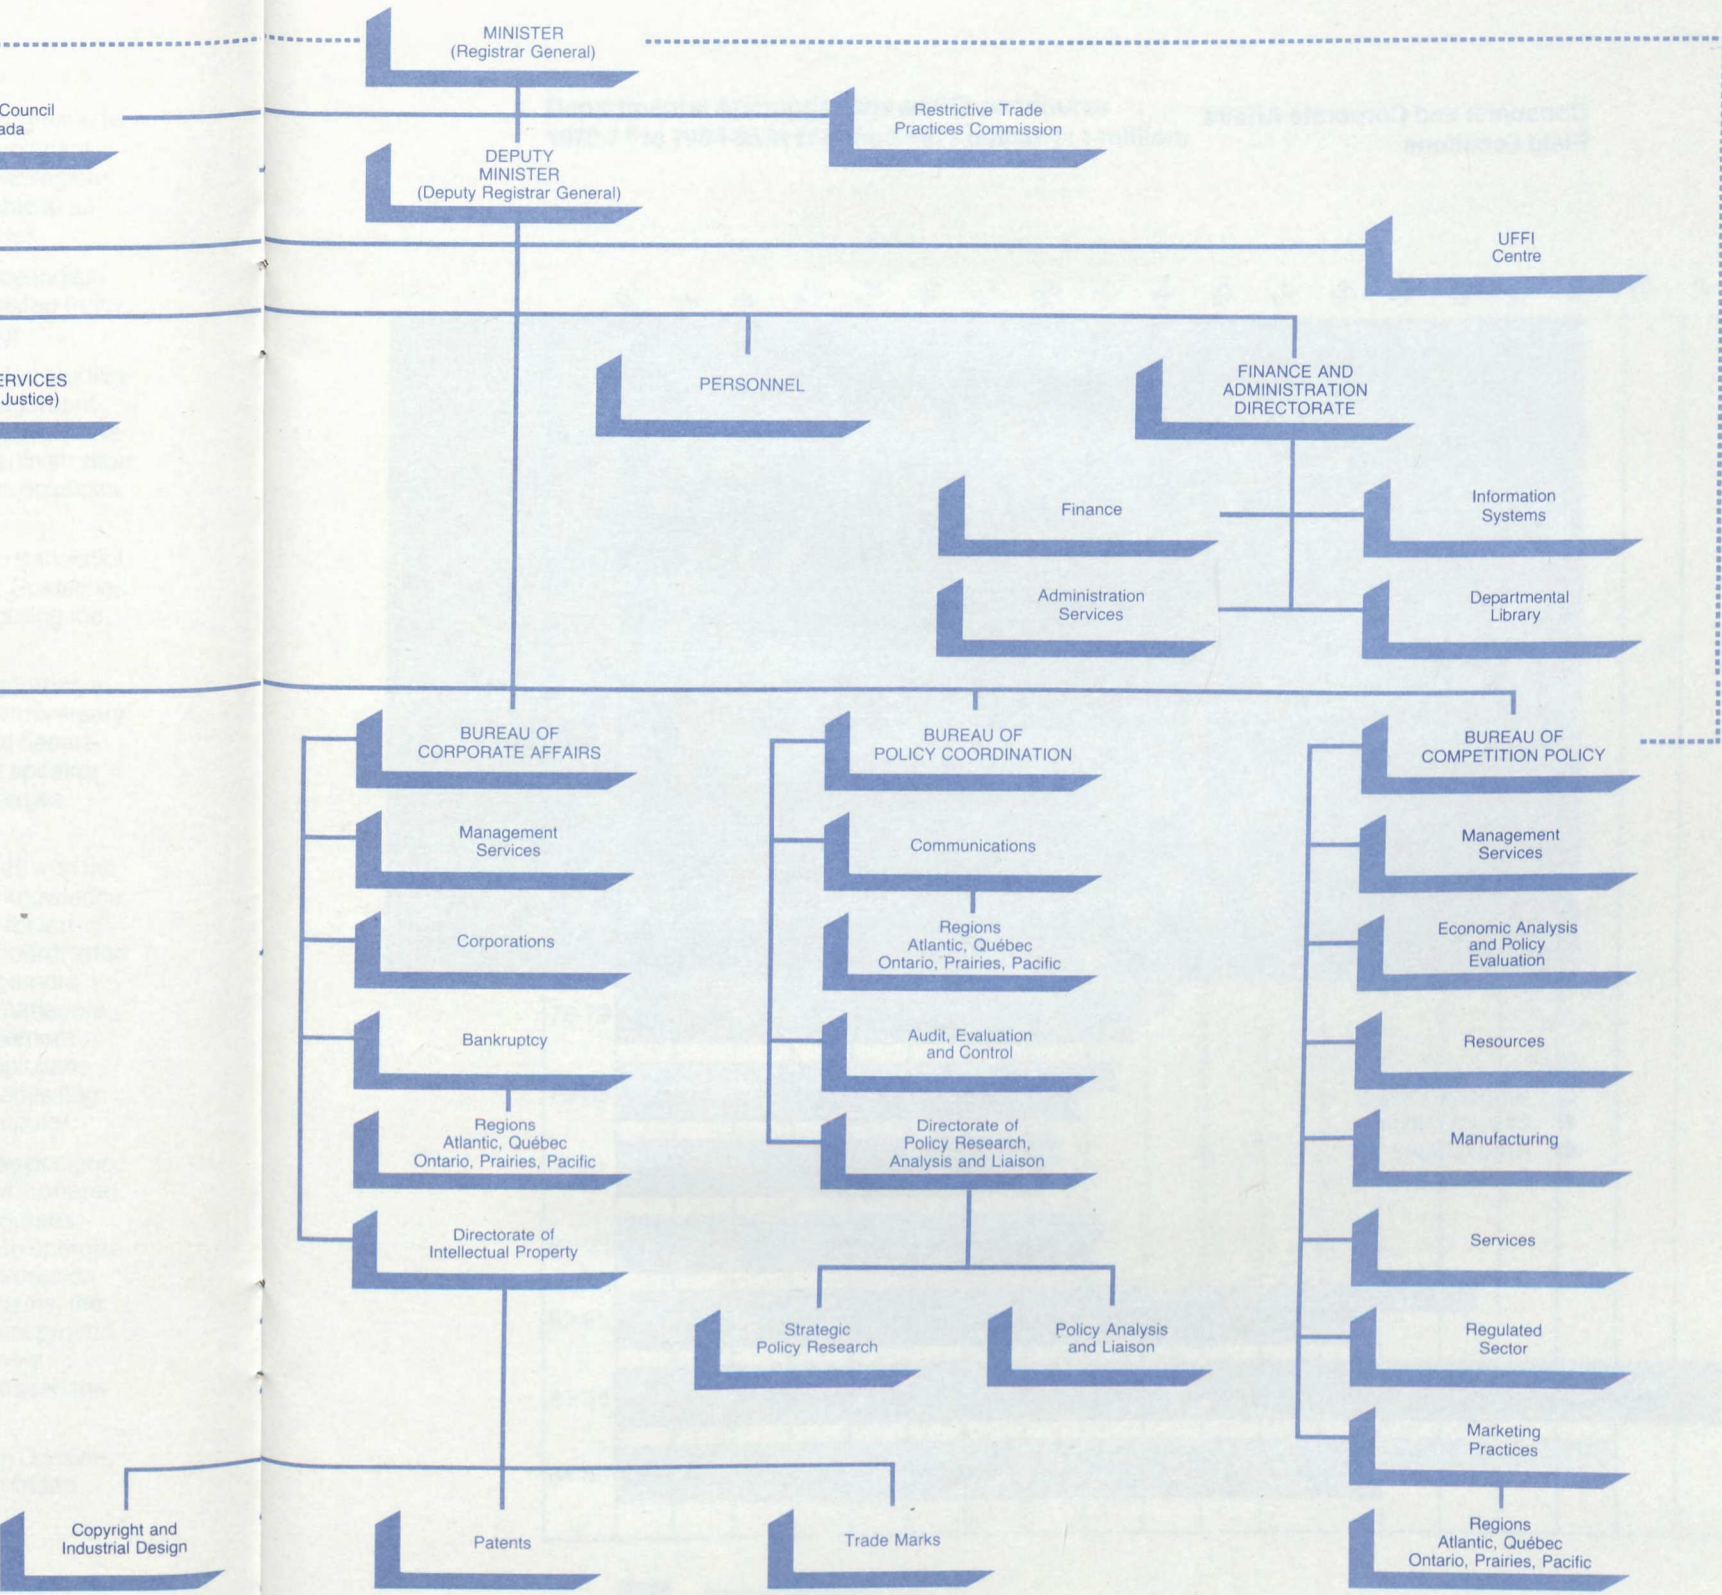 MINISTER
(Registrar General)
Council
Restrictive Trade
Practices Commission
DEPUTY
MINISTER
(Deputy Registrar General)
UFFI
Centre
Justice)
PERSONNEL
FINANCE AND
ADMINISTRATION
DIRECTORATE
Finance
Information
Systems
Administration
Services
Departmental
Library
BUREAU OF
CORPORATE AFFAIRS
Management
Services
Corporations
Bankruptcy
Regions
Atlantic, Québec
Ontario, Prairies, Pacific
Directorate of
Intellectual Property
BUREAU OF
POLICY COORDINATION
Communications
Regions
Atlantic, Québec
Ontario, Prairies, Pacific
Audit, Evaluation
and Control
Directorate of
Policy Research,
Analysis and Liaison
Strategic
Policy Research
Policy Analysis
and Liaison
BUREAU OF
COMPETITION POLICY
Management
Services
Economic Analysis
and Policy
Evaluation
Resources
Manufacturing
Services
Regulated
Sector
Marketing
Practices
Regions
Atlantic, Québec
Ontario, Prairies, Pacific
Copyright and
Industrial Design
Patents
Trade Marks